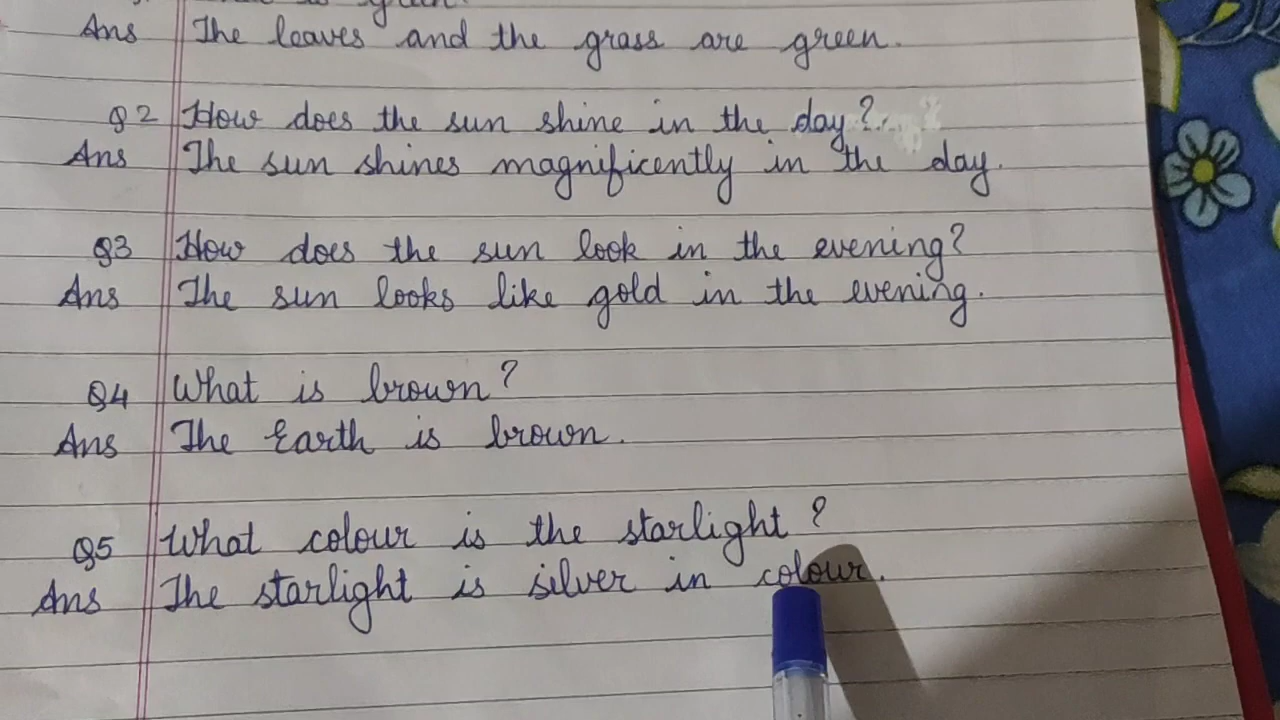 green
Ans The leaves and the grass are green.
Q2 How does the sun shine in the day?
Ans The sun shines magnificently in the day.
Q3 How does the sun look in the evening?
Ans The sun looks like gold in the evening.
Q4 What is brown?
Ans The Earth is brown.
Q5 What colour is the starlight?
Ans The starlight is silver in colour.